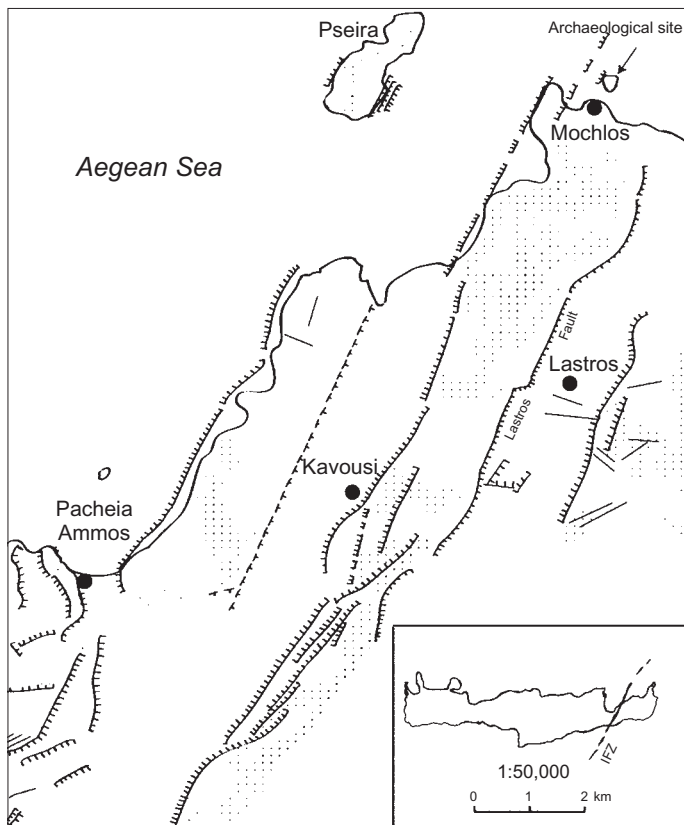 Pseira
Archaeological site
Mochlos
Aegean Sea
Fault
Lastros
Lastros
Kavousi
Pacheia
Ammos
IFZ
1:50,000
0 1 2 km